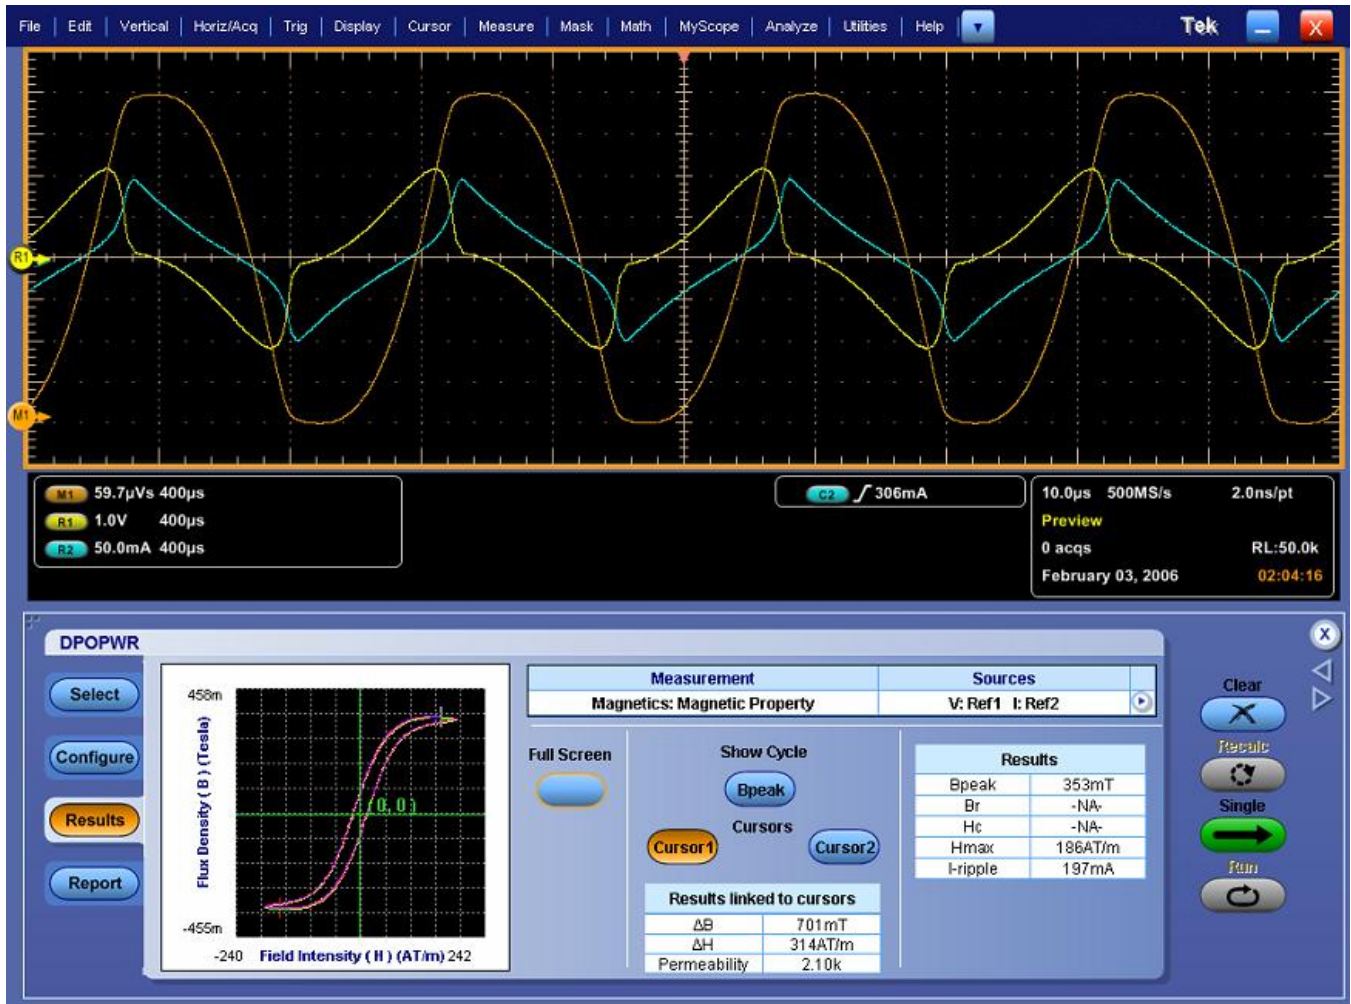 File Edit Vertical Horiz/Acq Trig Display Cursor Measure Mask Math MyScope Analyze Utilities Help Tek X
R1
M1
M1 59.7µVs 400µs
R1 1.0V 400µs
R2 50.0mA 400µs
C2 306mA
10.0µs 500MS/s 2.0ns/pt
Preview
0 acqs RL:50.0k
February 03, 2006 02:04:16
DPOPWR
Select
Configure
Results
Report
458m
Flux Density ( B ) (Tesla)
( 0, 0 )
-455m
-240 Field Intensity ( H ) (AT/m) 242
Measurement Sources
Magnetics: Magnetic Property V: Ref1 I: Ref2
Full Screen
Show Cycle
Bpeak
Cursors
Cursor1 Cursor2
Results linked to cursors
ΔB 701mT
ΔH 314AT/m
Permeability 2.10k
Results
Bpeak 353mT
Br -NA-
Hc -NA-
Hmax 186AT/m
I-ripple 197mA
X
Clear
Recalc
Single
Run